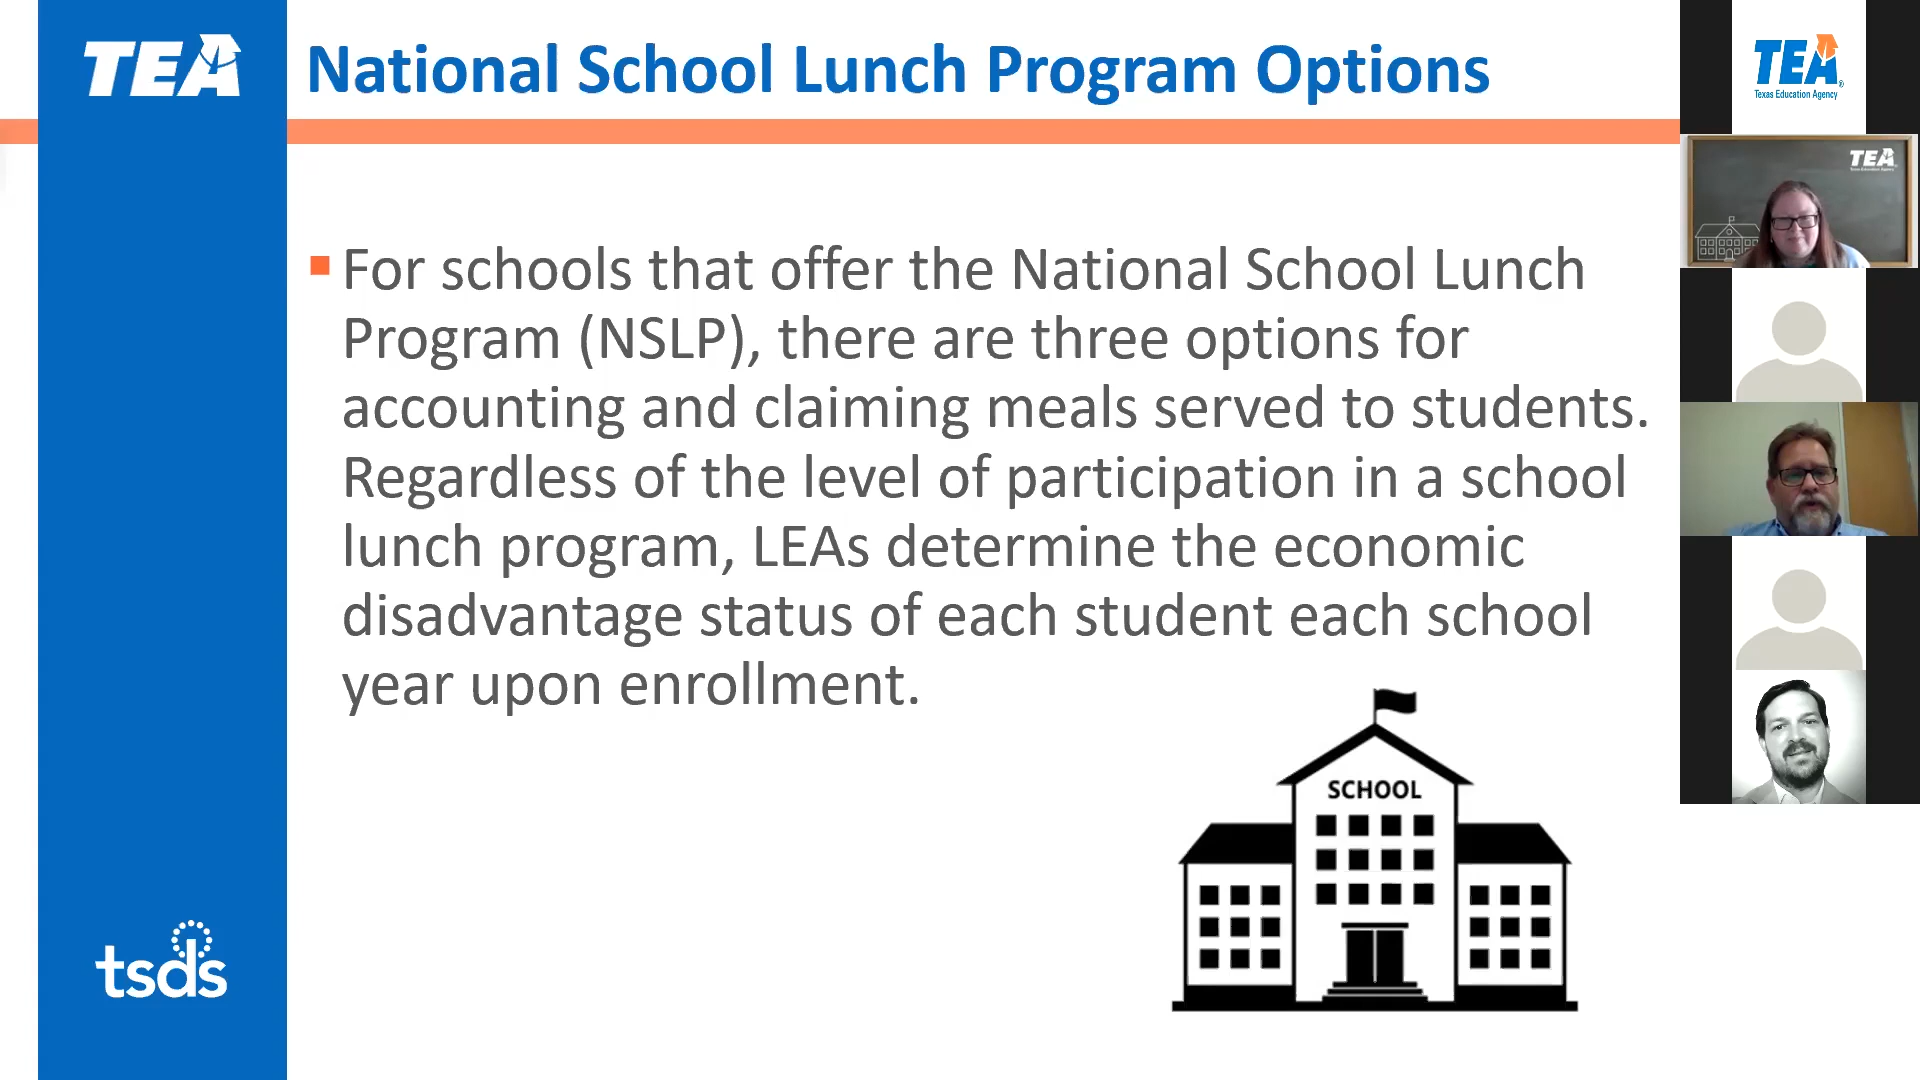 TEA
National School Lunch Program Options
For schools that offer the National School Lunch
Program (NSLP), there are three options for
accounting and claiming meals served to students.
Regardless of the level of participation in a school
lunch program, LEAs determine the economic
disadvantage status of each student each school
year upon enrollment.
SCHOOL
tsds
TEA
Texas Education Agency
TEA
Texas Education Agency